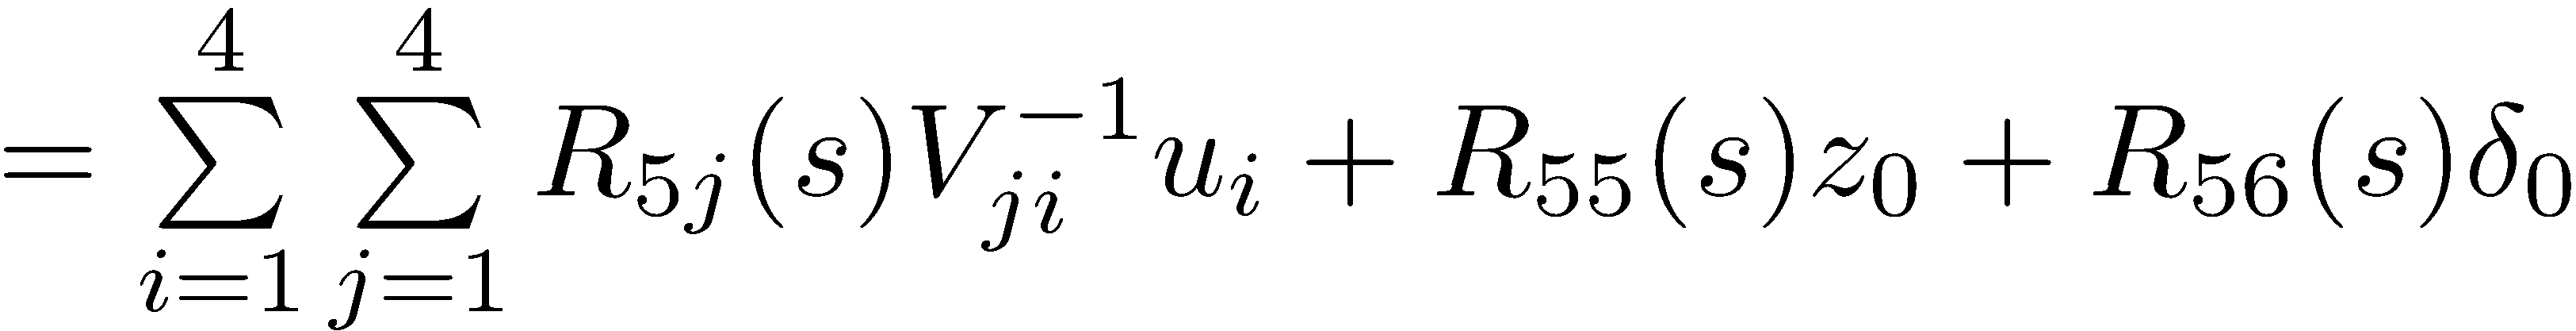 = \sum_{i=1}^{4} \sum_{j=1}^{4} R_{5j}(s) V_{ji}^{-1} u_i + R_{55}(s) z_0 + R_{56}(s) \delta_0